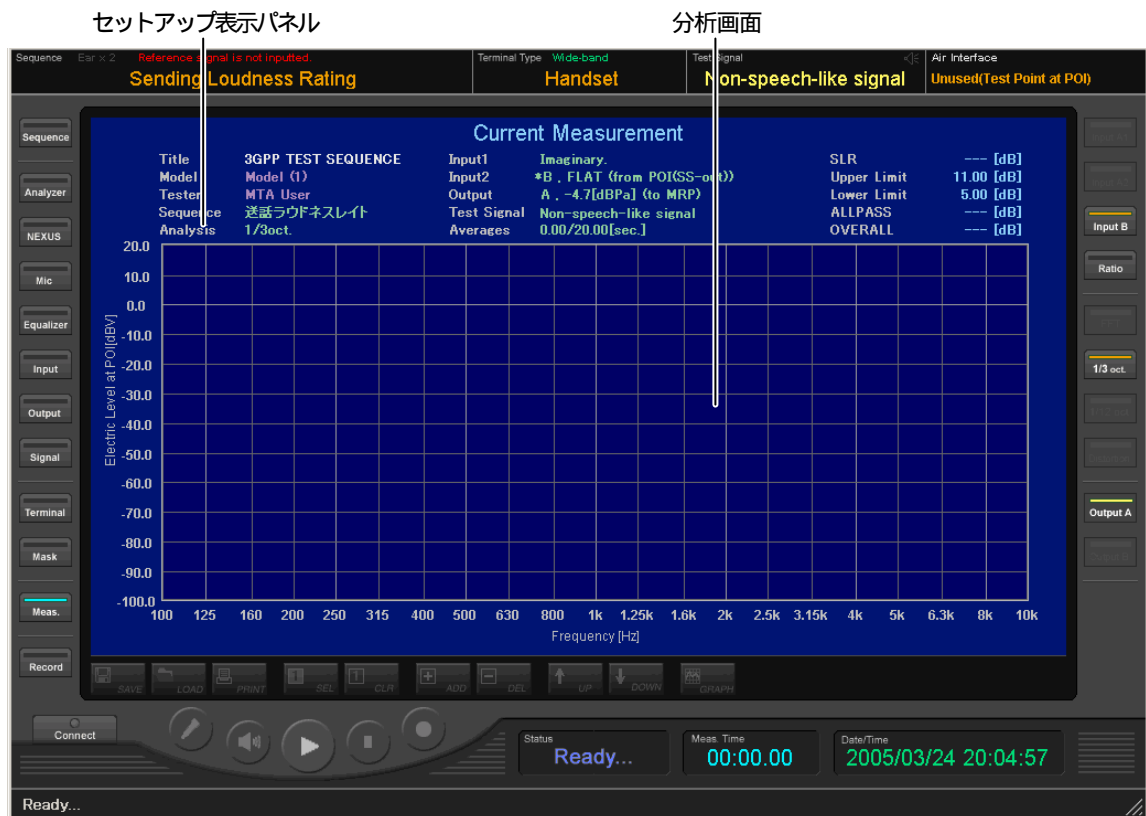 セットアップ表示パネル 分析画面
Sequence Ear × 2 Reference signal is not inputted. Terminal Type Wide-band Test Signal Air Interface
Sending Loudness Rating Handset Non-speech-like signal Unused(Test Point at POI)
Current Measurement
Title 3GPP TEST SEQUENCE Input1 Imaginary. SLR --- [dB]
Model Model (1) Input2 *B , FLAT (from POI(SS-out)) Upper Limit 11.00 [dB]
Tester MTA User Output A , -4.7[dBPa] (to MRP) Lower Limit 5.00 [dB]
Sequence 送話ラウドネスレイト Test Signal Non-speech-like signal ALLPASS --- [dB]
Analysis 1/3oct. Averages 0.00/20.00[sec.] OVERALL --- [dB]
Sequence
Analyzer
NEXUS
Mic
Equalizer
Input
Output
Signal
Terminal
Mask
Meas.
Record
Electric Level at POI[dBV]
20.0
10.0
0.0
-10.0
-20.0
-30.0
-40.0
-50.0
-60.0
-70.0
-80.0
-90.0
-100.0
100 125 160 200 250 315 400 500 630 800 1k 1.25k 1.6k 2k 2.5k 3.15k 4k 5k 6.3k 8k 10k
Frequency [Hz]
Input A1
Input B
Ratio
FFT
1/3 oct.
Output A
Output B
SAVE LOAD PRINT 1 SEL 1 CLR ADD DEL UP DOWN GRAPH
Connect
Status Meas. Time Date/Time
Ready... 00:00.00 2005/03/24 20:04:57
Ready...